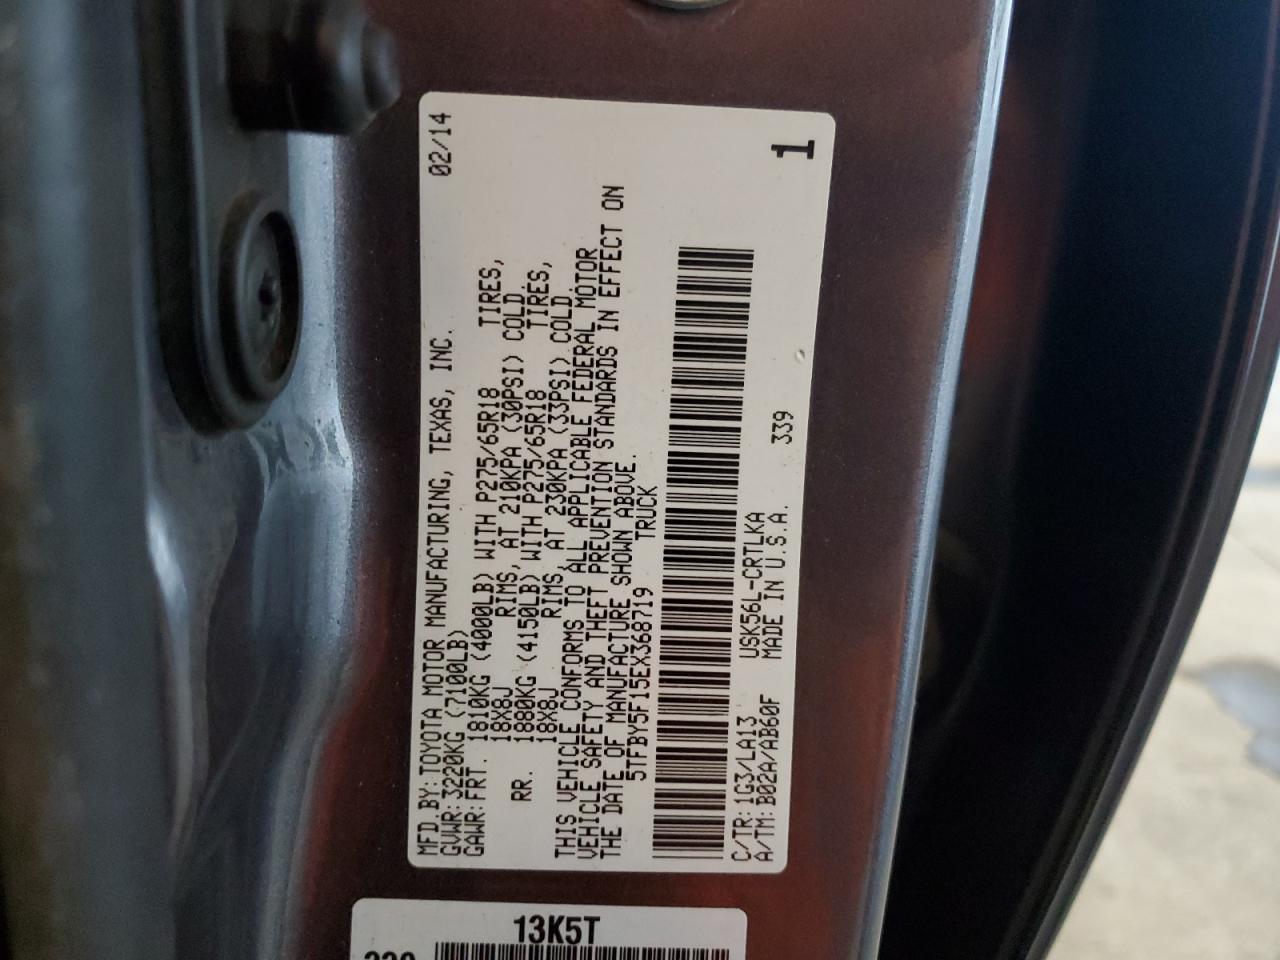 MFD.BY:TOYOTA MOTOR MANUFACTURING, TEXAS, INC. 02/14
GVWR:3220KG (7100LB)
GAWR:FRT. 1810KG (4000LB) WITH P275/65R18 TIRES,
18X8J RIMS, AT 210KPA (30PSI) COLD.
RR. 1880KG (4150LB) WITH P275/65R18 TIRES,
18X8J RIMS, AT 230KPA (33PSI) COLD.
THIS VEHICLE CONFORMS TO ALL APPLICABLE FEDERAL MOTOR
VEHICLE SAFETY AND THEFT PREVENTION STANDARDS IN EFFECT ON
THE DATE OF MANUFACTURE SHOWN ABOVE.
5TFBY5F15EX368719 TRUCK
C/TR:1G3/LA13 USK56L-CRTLKA
A/TM:B02A/AB60F MADE IN U.S.A. 339
1
13K5T